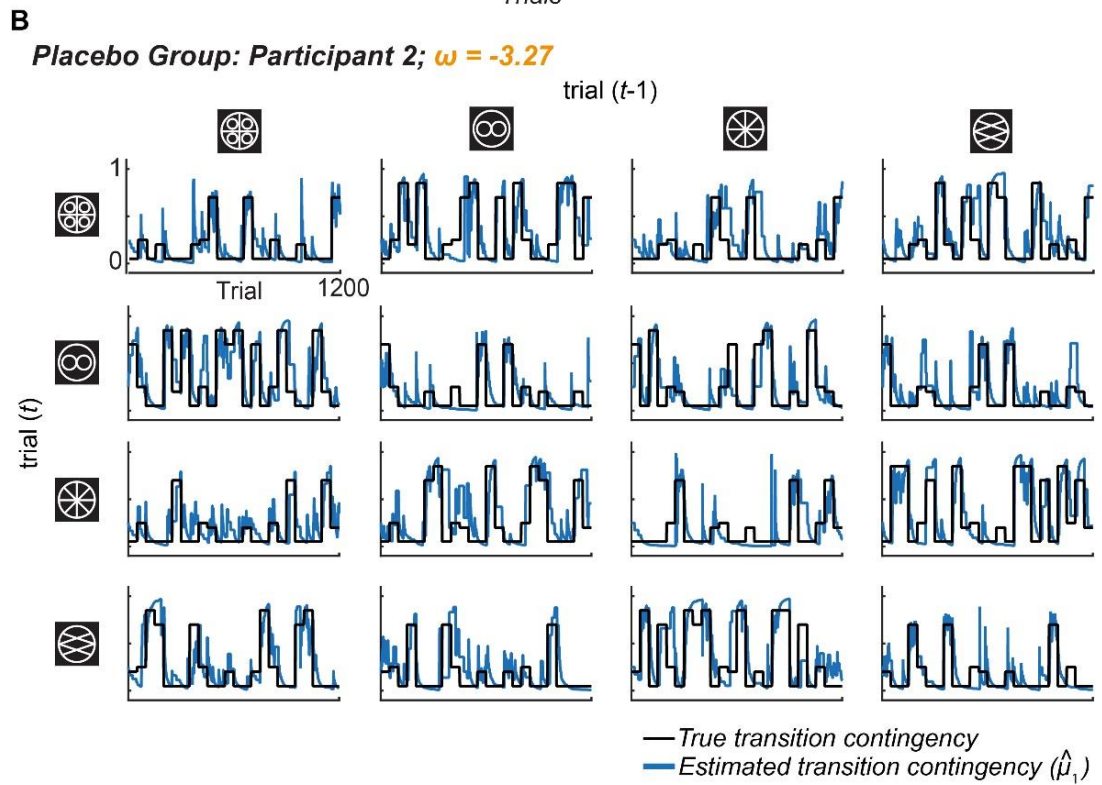 Trials
B
Placebo Group: Participant 2; ω = -3.27
trial (t-1)
1
0
Trial 1200
trial (t)
True transition contingency
Estimated transition contingency (μ̂₁)